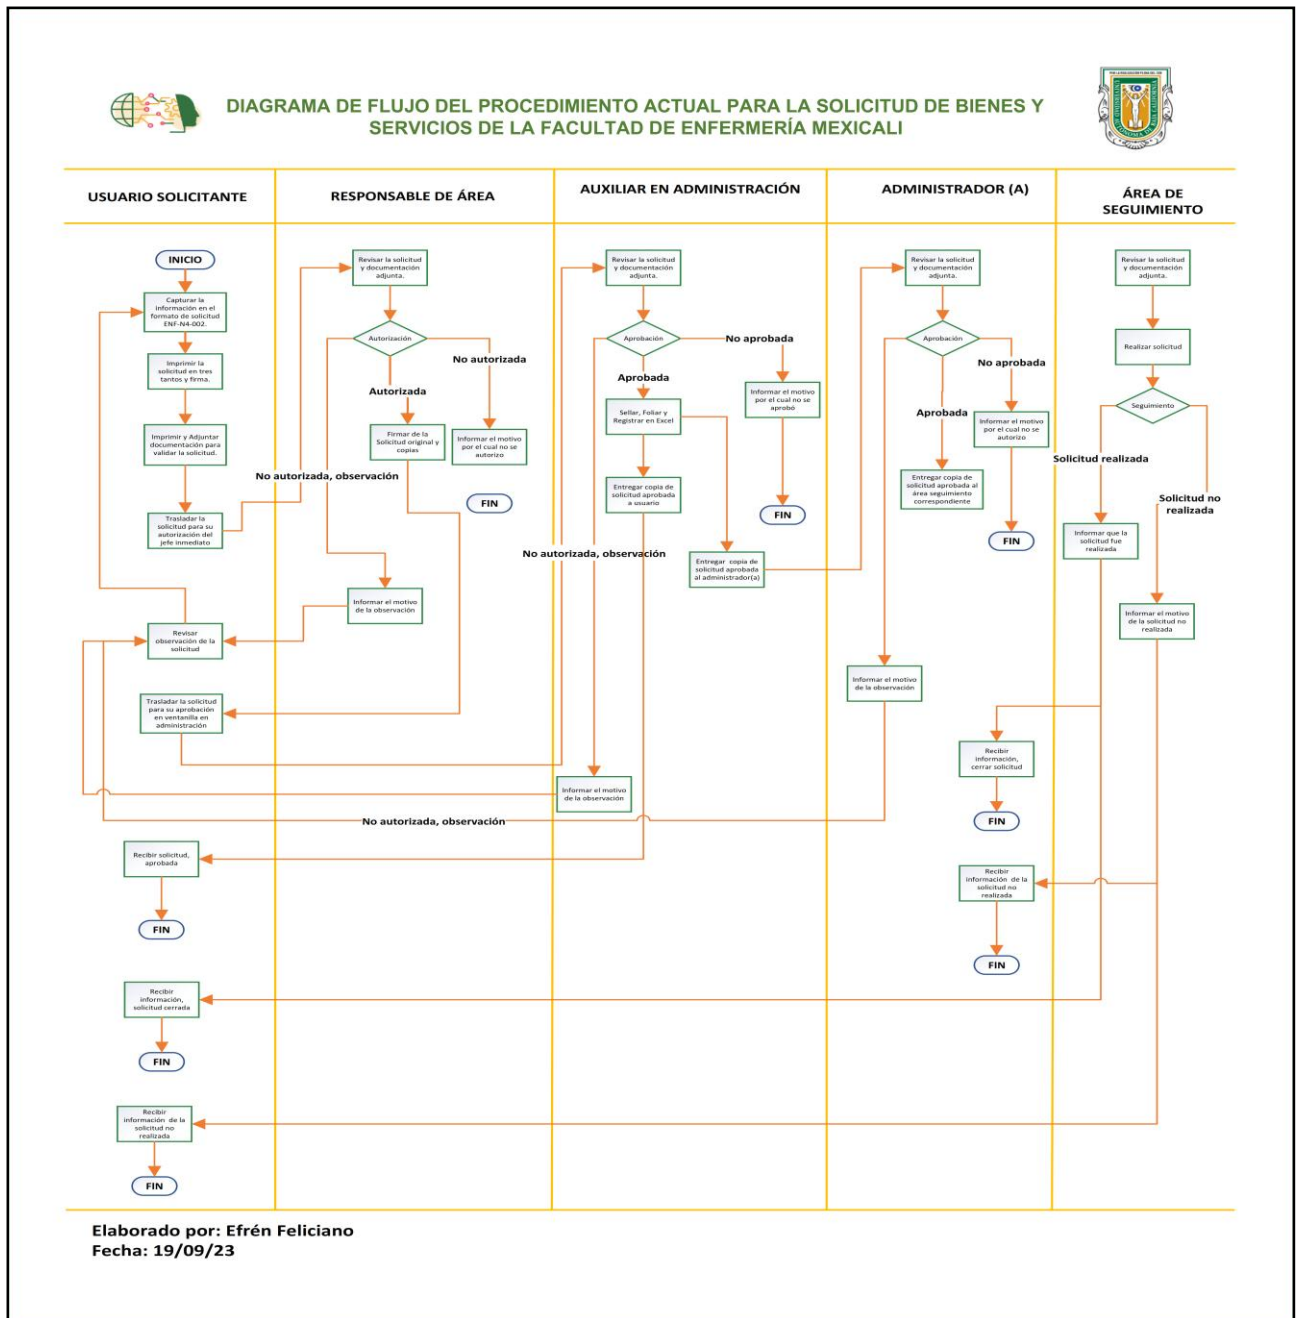 DIAGRAMA DE FLUJO DEL PROCEDIMIENTO ACTUAL PARA LA SOLICITUD DE BIENES Y
SERVICIOS DE LA FACULTAD DE ENFERMERÍA MEXICALI
USUARIO SOLICITANTE
RESPONSABLE DE ÁREA
AUXILIAR EN ADMINISTRACIÓN
ADMINISTRADOR (A)
ÁREA DE
SEGUIMIENTO
INICIO
Capturar la
información en el
formato de solicitud
ENF-N4-002.
Imprimir la
solicitud en tres
tantos y firma.
Imprimir y Adjuntar
documentación para
validar la solicitud.
Trasladar la
solicitud para su
autorización del
jefe inmediato
Revisar
observación de la
solicitud
Trasladar la solicitud
para su aprobación
en ventanilla en
administración
Recibir solicitud,
aprobada
FIN
Recibir
información,
solicitud cerrada
FIN
Recibir
información de la
solicitud no
realizada
FIN
Revisar la solicitud
y documentación
adjunta.
Autorización
No autorizada
Autorizada
Firmar de la
Solicitud original y
copias
Informar el motivo
por el cual no se
autorizo
No autorizada, observación
FIN
Informar el motivo
de la observación
Revisar la solicitud
y documentación
adjunta.
Aprobación
No aprobada
Aprobada
Informar el motivo
por el cual no se
aprobó
Sellar, Foliar y
Registrar en Excel
Entregar copia de
solicitud aprobada
a usuario
FIN
No autorizada, observación
Entregar copia de
solicitud aprobada
al administrador(a)
Informar el motivo
de la observación
No autorizada, observación
Revisar la solicitud
y documentación
adjunta.
Aprobación
No aprobada
Aprobada
Informar el motivo
por el cual no se
autorizo
Entregar copia de
solicitud aprobada al
área seguimiento
correspondiente
FIN
Informar el motivo
de la observación
Recibir
información,
cerrar solicitud
FIN
Recibir
información de la
solicitud no
realizada
FIN
Revisar la solicitud
y documentación
adjunta.
Realizar solicitud
Seguimiento
Solicitud realizada
Solicitud no
realizada
Informar que la
solicitud fue
realizada
Informar el motivo
de la solicitud no
realizada
Elaborado por: Efrén Feliciano
Fecha: 19/09/23